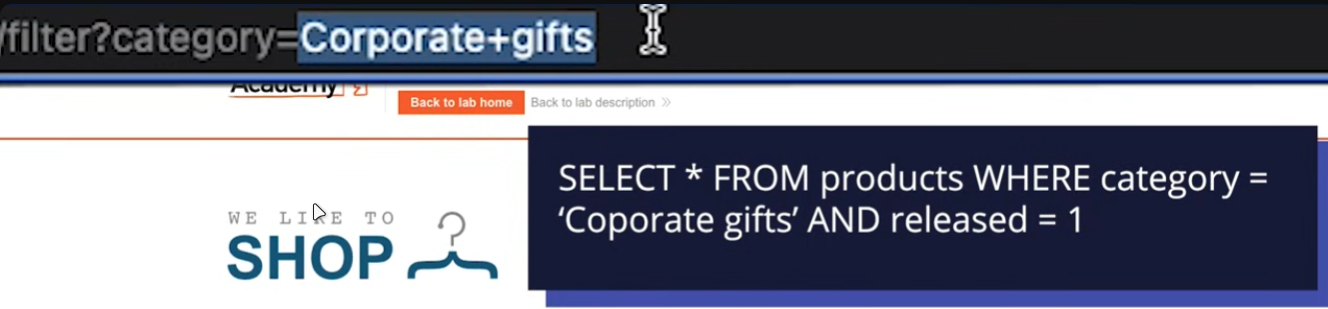 /filter?category=Corporate+gifts
Academy
Back to lab home Back to lab description
WE LIKE TO
SHOP
SELECT * FROM products WHERE category =
‘Coporate gifts’ AND released = 1